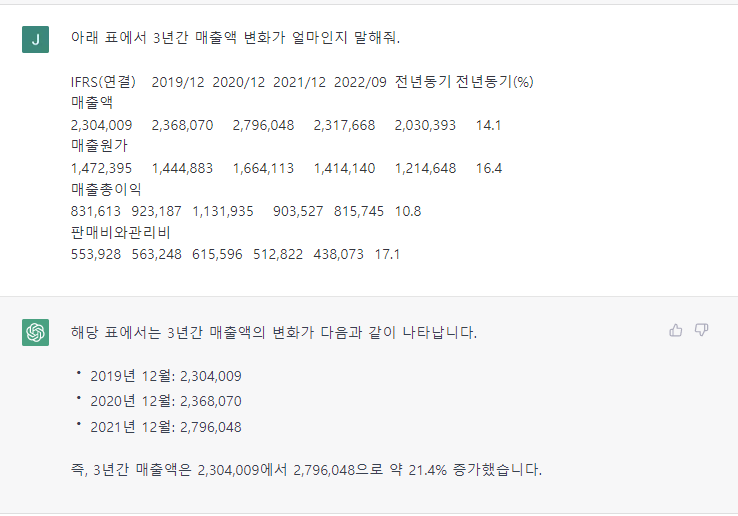 J
아래 표에서 3년간 매출액 변화가 얼마인지 말해줘.
IFRS(연결) 2019/12 2020/12 2021/12 2022/09 전년동기 전년동기(%)
매출액
2,304,009 2,368,070 2,796,048 2,317,668 2,030,393 14.1
매출원가
1,472,395 1,444,883 1,664,113 1,414,140 1,214,648 16.4
매출총이익
831,613 923,187 1,131,935 903,527 815,745 10.8
판매비와관리비
553,928 563,248 615,596 512,822 438,073 17.1
해당 표에서는 3년간 매출액의 변화가 다음과 같이 나타납니다.
• 2019년 12월: 2,304,009
• 2020년 12월: 2,368,070
• 2021년 12월: 2,796,048
즉, 3년간 매출액은 2,304,009에서 2,796,048으로 약 21.4% 증가했습니다.